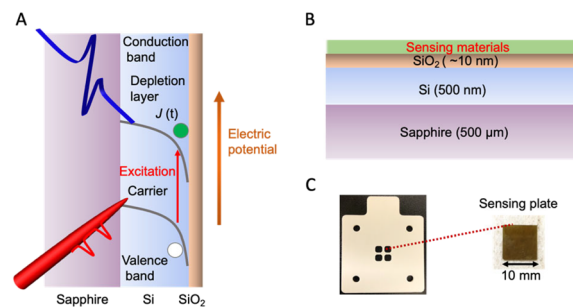 A
Conduction
band
Depletion
layer
J (t)
Electric
potential
Excitation
Carrier
Valence
band
Sapphire
Si
SiO₂
B
Sensing materials
SiO₂ ( ~10 nm)
Si (500 nm)
Sapphire (500 μm)
C
Sensing plate
10 mm